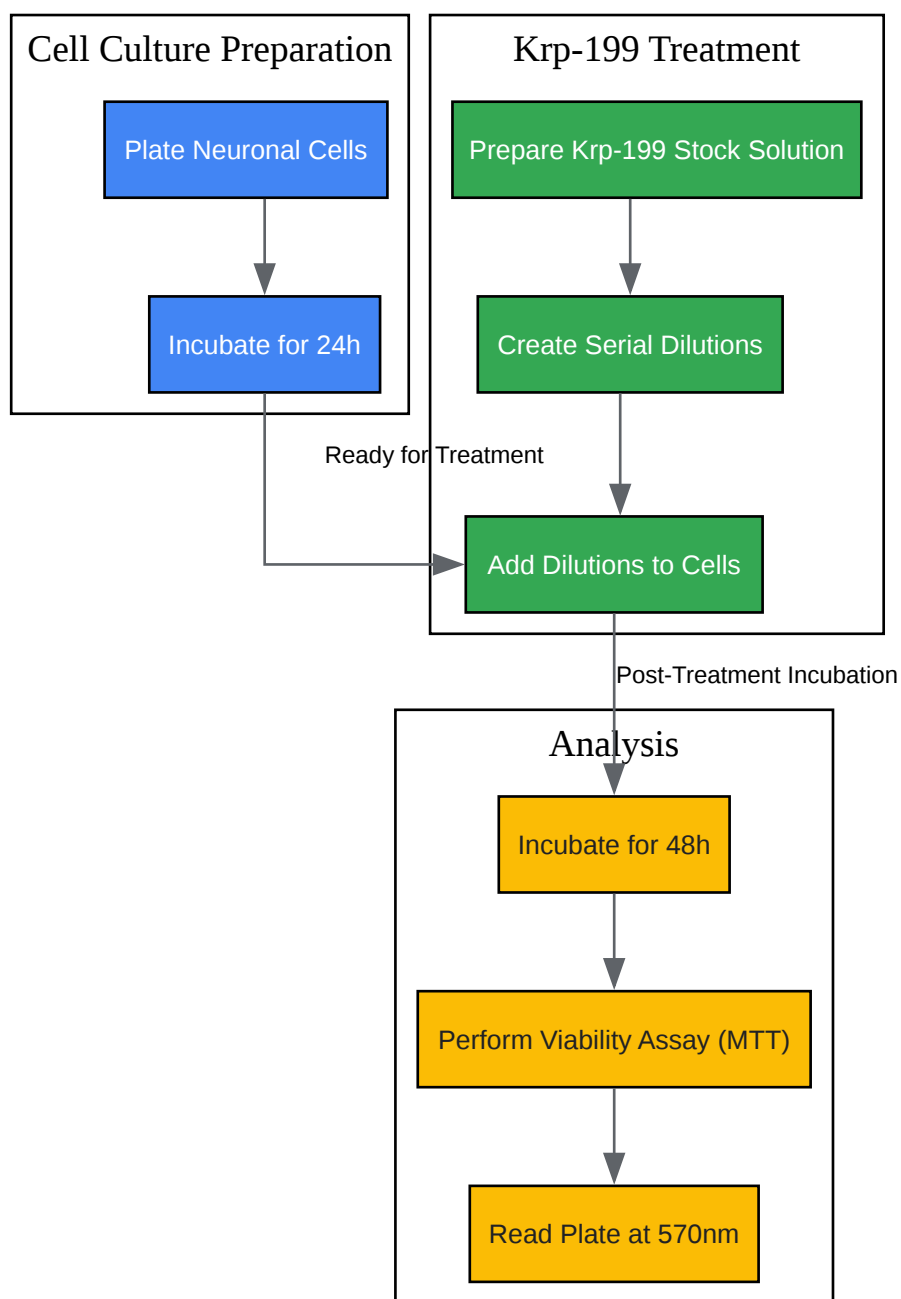 Cell Culture Preparation
Plate Neuronal Cells
Incubate for 24h
Krp-199 Treatment
Prepare Krp-199 Stock Solution
Create Serial Dilutions
Ready for Treatment
Add Dilutions to Cells
Post-Treatment Incubation
Analysis
Incubate for 48h
Perform Viability Assay (MTT)
Read Plate at 570nm